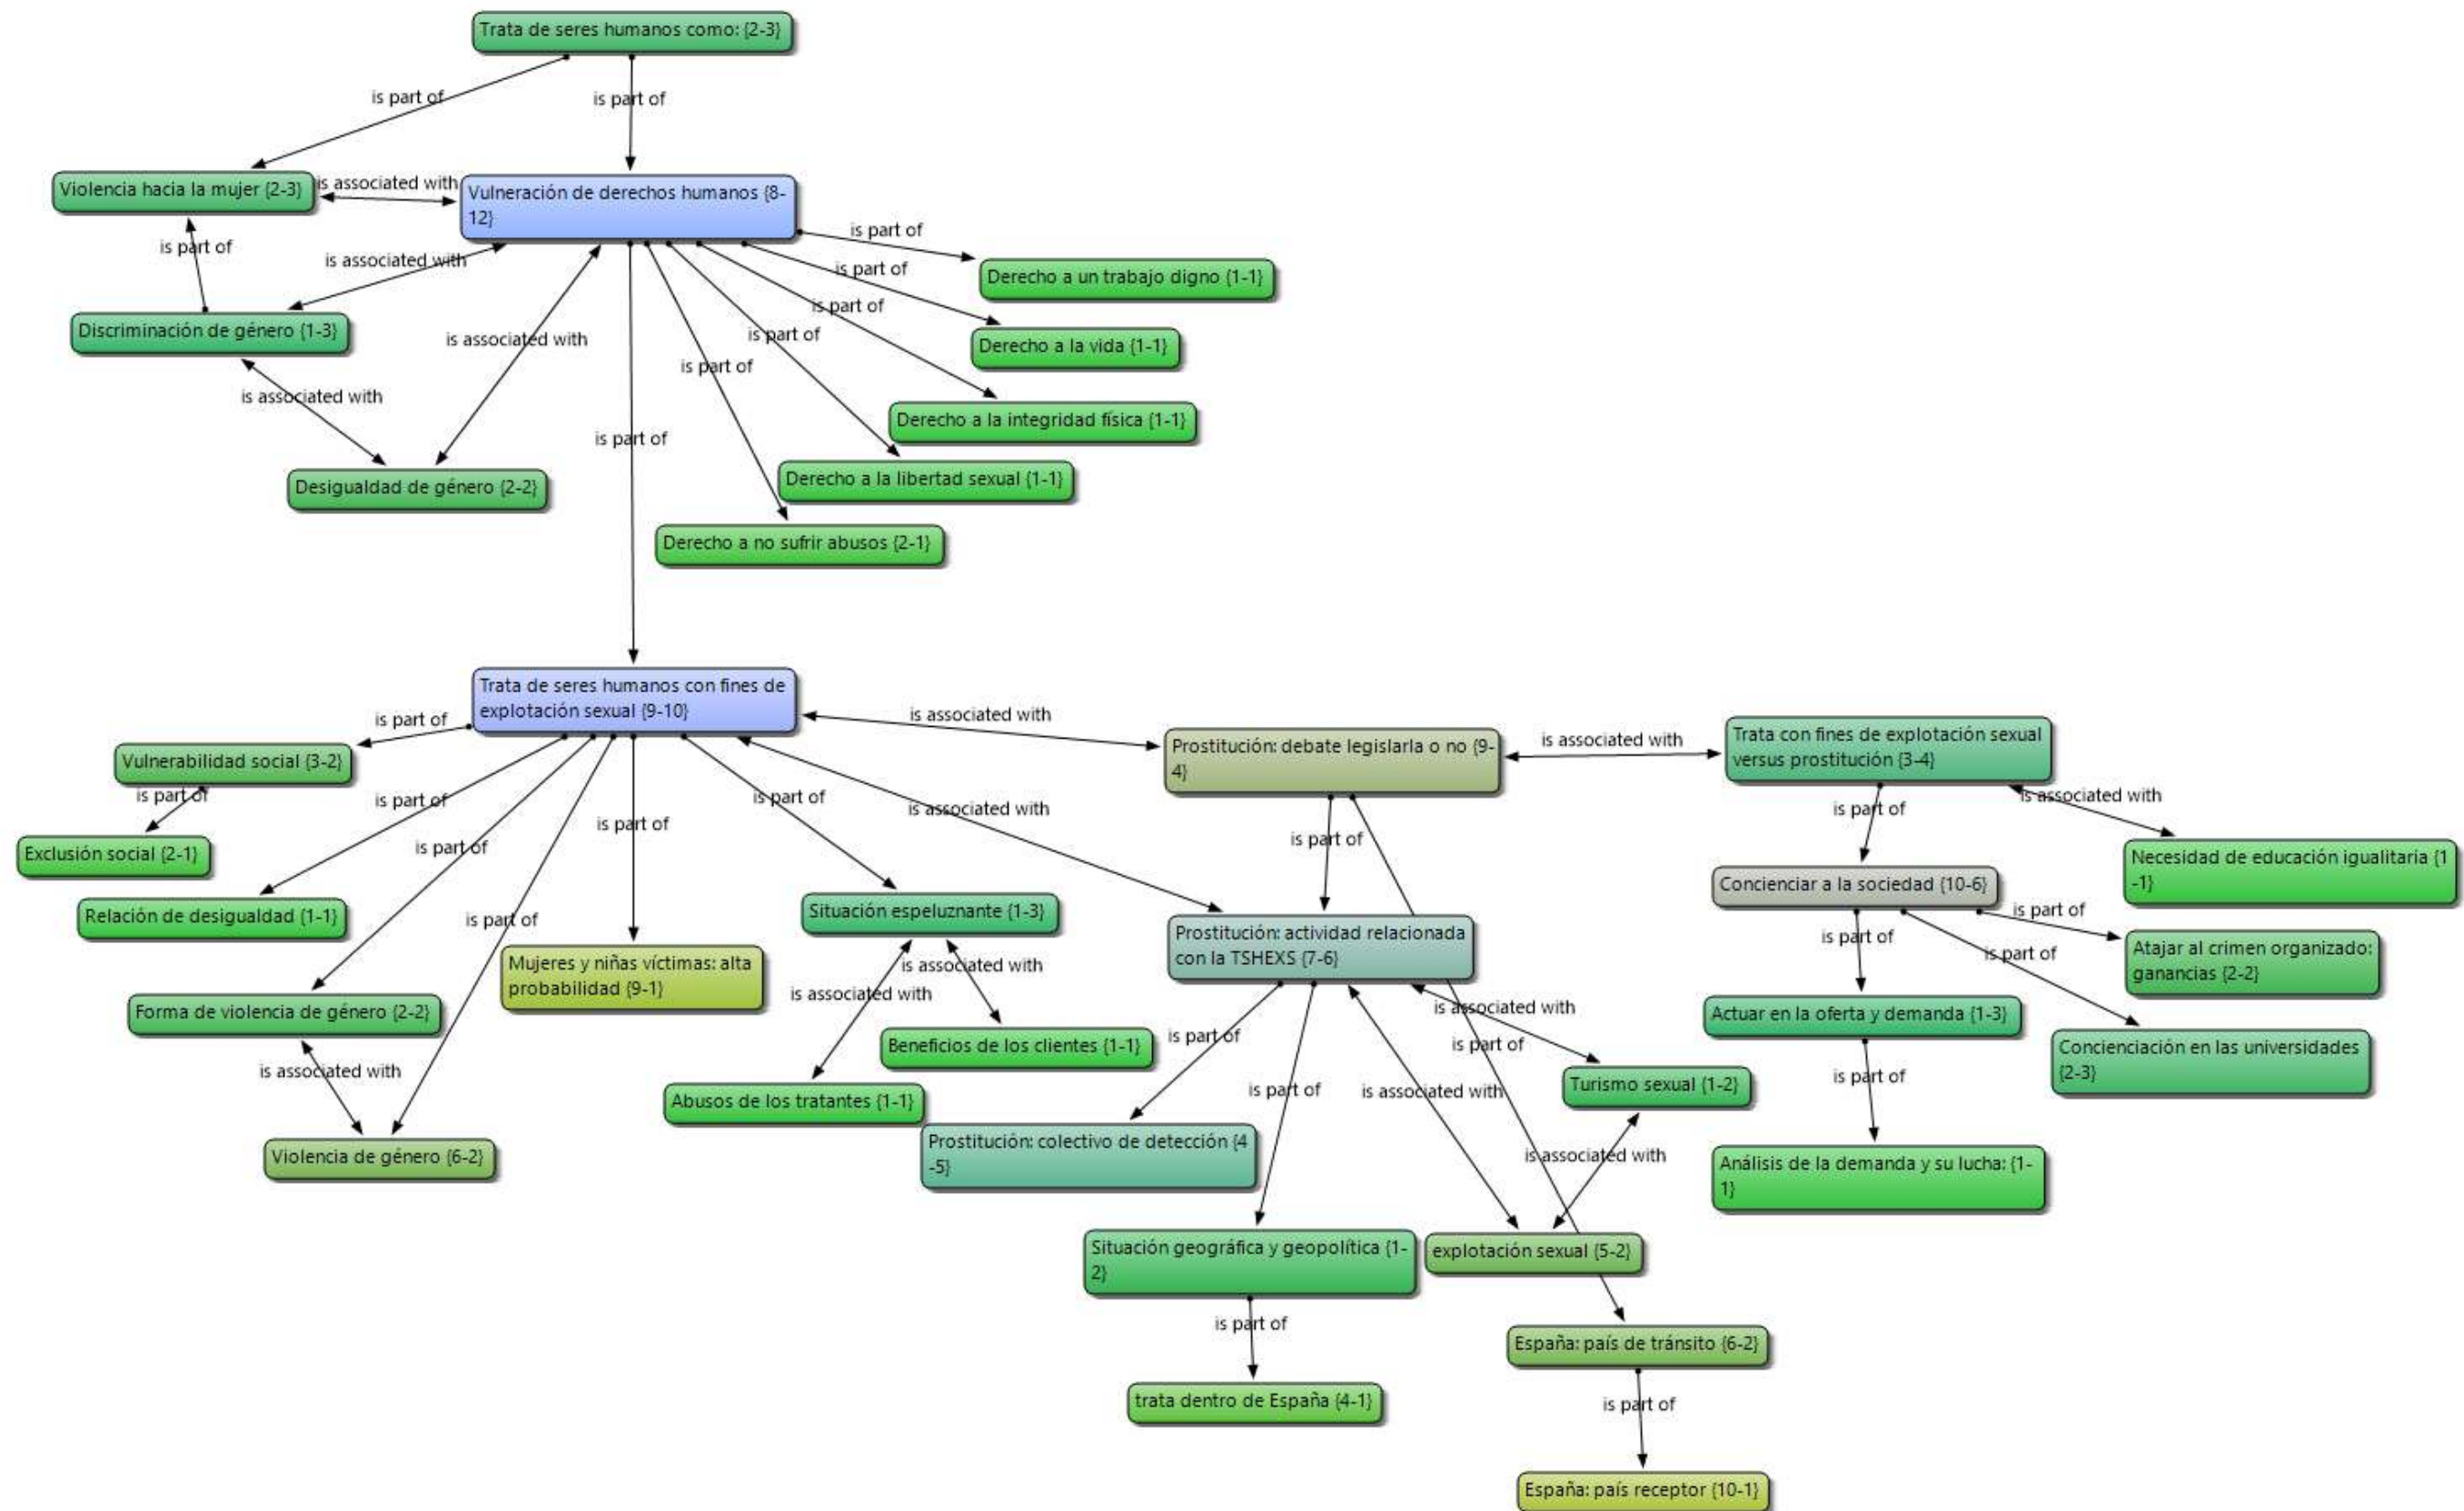 Trata de seres humanos como: {2-3}
is part of
is part of
Violencia hacia la mujer {2-3}
is associated with
Vulneración de derechos humanos {8-
12}
is part of
is part of
is associated with
is part of
Derecho a un trabajo digno {1-1}
is part of
Discriminación de género {1-3}
is associated with
is part of
Derecho a la vida {1-1}
is part of
is associated with
Derecho a la integridad física {1-1}
is part of
Desigualdad de género {2-2}
Derecho a la libertad sexual {1-1}
Derecho a no sufrir abusos {2-1}
Trata de seres humanos con fines de
explotación sexual {9-10}
is part of
is associated with
Prostitución: debate legislarla o no {9-
4}
is associated with
Trata con fines de explotación sexual
versus prostitución {3-4}
Vulnerabilidad social {3-2}
is part of
is part of
is part of
is part of
is associated with
is part of
is part of
is associated with
Exclusión social {2-1}
is part of
Necesidad de educación igualitaria {1
-1}
Concienciar a la sociedad {10-6}
Relación de desigualdad {1-1}
is part of
Situación espeluznante {1-3}
Prostitución: actividad relacionada
con la TSHEXS {7-6}
is part of
is part of
is part of
Atajar al crimen organizado:
ganancias {2-2}
Mujeres y niñas víctimas: alta
probabilidad {9-1}
is associated with
is associated with
Forma de violencia de género {2-2}
is associated with
Actuar en la oferta y demanda {1-3}
Beneficios de los clientes {1-1}
is part of
is part of
Concienciación en las universidades
{2-3}
is associated with
Abusos de los tratantes {1-1}
is part of
is associated with
Turismo sexual {1-2}
is part of
Prostitución: colectivo de detección {4
-5}
Violencia de género {6-2}
is associated with
Análisis de la demanda y su lucha: {1-
1}
Situación geográfica y geopolítica {1-
2}
explotación sexual {5-2}
is part of
España: país de tránsito {6-2}
trata dentro de España {4-1}
is part of
España: país receptor {10-1}